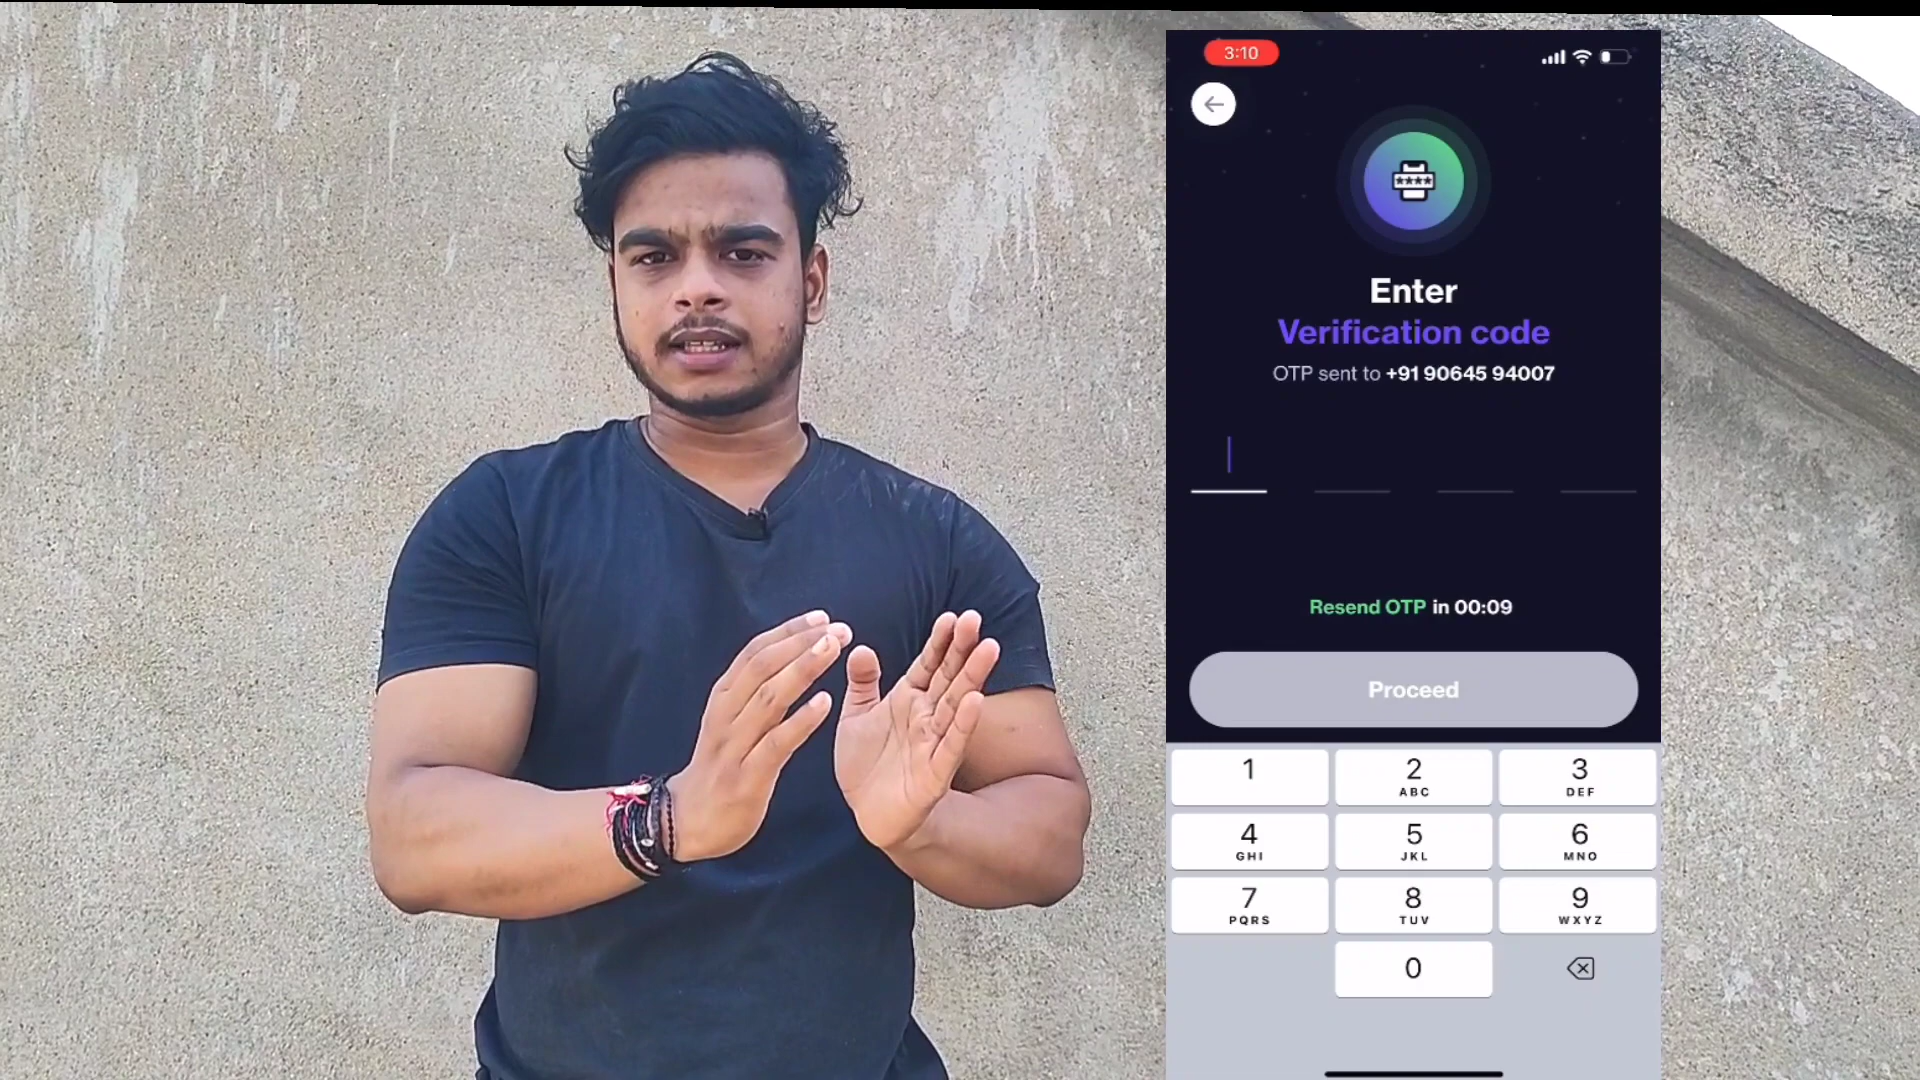 3:10
****
Enter
Verification code
OTP sent to +91 90645 94007
Resend OTP in 00:09
Proceed
1
2
ABC
3
DEF
4
GHI
5
JKL
6
MNO
7
PQRS
8
TUV
9
WXYZ
0